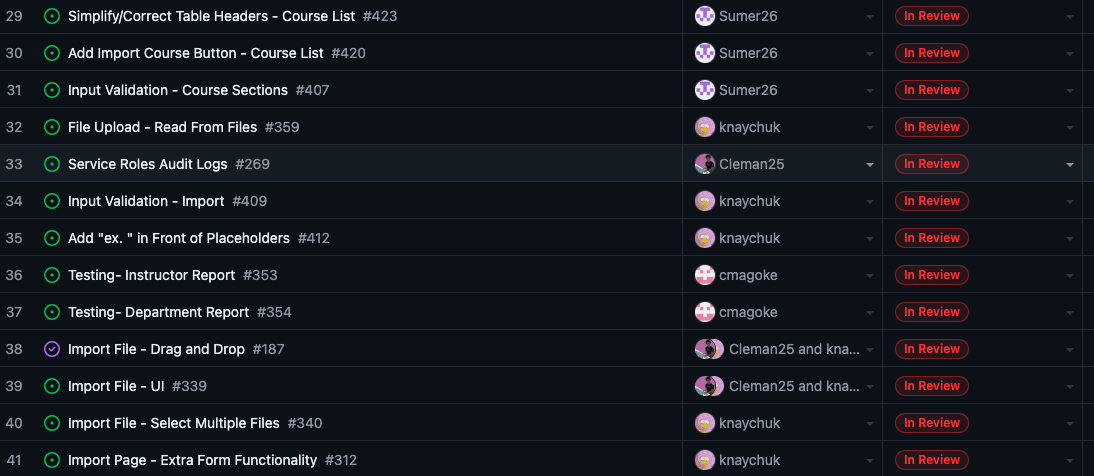 29 Simplify/Correct Table Headers - Course List #423 Sumer26 In Review
30 Add Import Course Button - Course List #420 Sumer26 In Review
31 Input Validation - Course Sections #407 Sumer26 In Review
32 File Upload - Read From Files #359 knaychuk In Review
33 Service Roles Audit Logs #269 Cleman25 In Review
34 Input Validation - Import #409 knaychuk In Review
35 Add "ex. " in Front of Placeholders #412 knaychuk In Review
36 Testing- Instructor Report #353 cmagoke In Review
37 Testing- Department Report #354 cmagoke In Review
38 Import File - Drag and Drop #187 Cleman25 and kna... In Review
39 Import File - UI #339 Cleman25 and kna... In Review
40 Import File - Select Multiple Files #340 knaychuk In Review
41 Import Page - Extra Form Functionality #312 knaychuk In Review